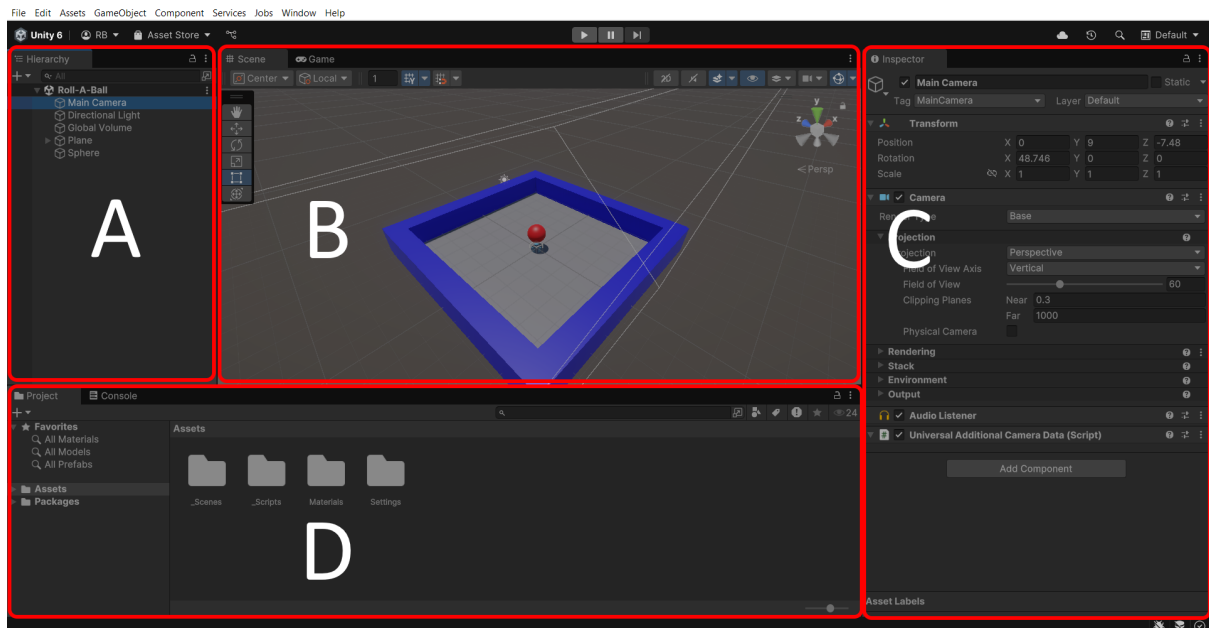 File Edit Assets GameObject Component Services Jobs Window Help
Unity 6 RB Asset Store Default
Hierarchy
All
Roll-A-Ball
Main Camera
Directional Light
Global Volume
Plane
Sphere
A
Scene Game
Center Local 1
y
z x
Persp
B
Inspector
Main Camera Static
Tag MainCamera Layer Default
Transform
Position X 0 Y 9 Z -7.48
Rotation X 48.746 Y 0 Z 0
Scale X 1 Y 1 Z 1
Camera
Base
Projection Perspective
Field of View Axis Vertical
Field of View 60
Clipping Planes Near 0.3
Far 1000
Physical Camera
Rendering
Stack
Environment
Output
Audio Listener
# Universal Additional Camera Data (Script)
Add Component
Asset Labels
C
Project Console
24
Favorites
All Materials
All Models
All Prefabs
Assets
Packages
Assets
_Scenes _Scripts Materials Settings
D